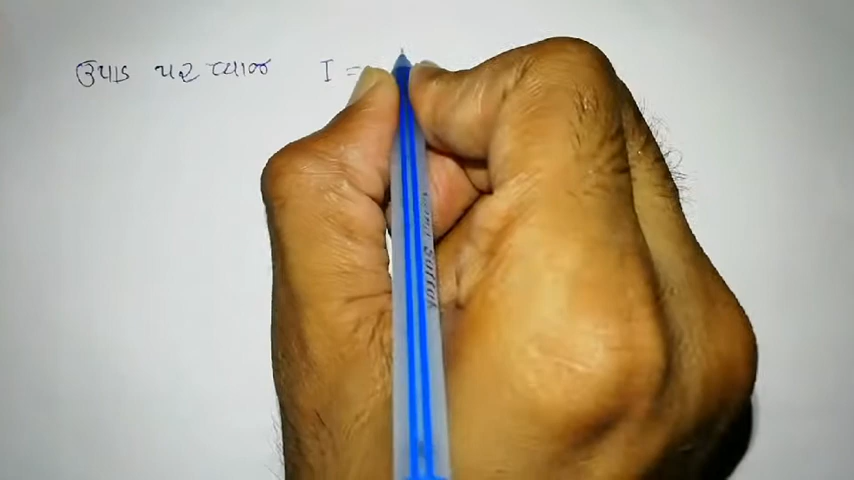 ઉપાડ પર વ્યાજ I =